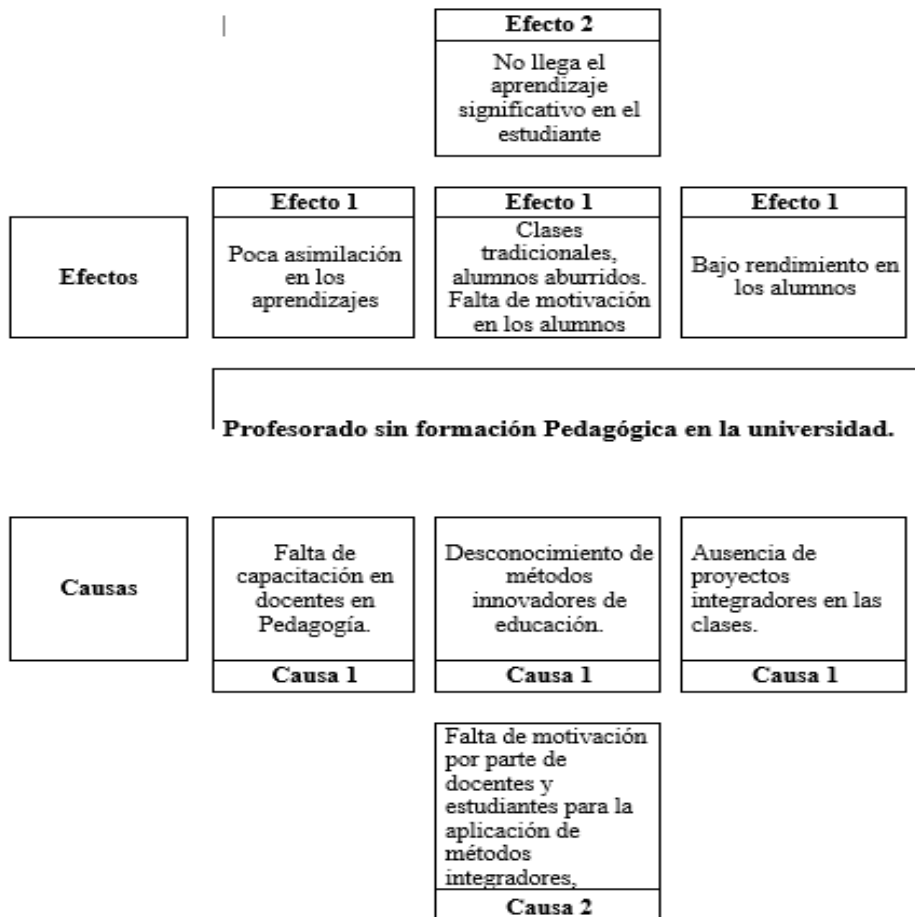 Efecto 2
No llega el
aprendizaje
significativo en el
estudiante
Efectos
Efecto 1
Poca asimilación
en los
aprendizajes
Efecto 1
Clases
tradicionales,
alumnos aburridos.
Falta de motivación
en los alumnos
Efecto 1
Bajo rendimiento en
los alumnos
Profesorado sin formación Pedagógica en la universidad.
Causas
Falta de
capacitación en
docentes en
Pedagogía.
Causa 1
Desconocimiento de
métodos
innovadores de
educación.
Causa 1
Ausencia de
proyectos
integradores en las
clases.
Causa 1
Falta de motivación
por parte de
docentes y
estudiantes para la
aplicación de
métodos
integradores,
Causa 2